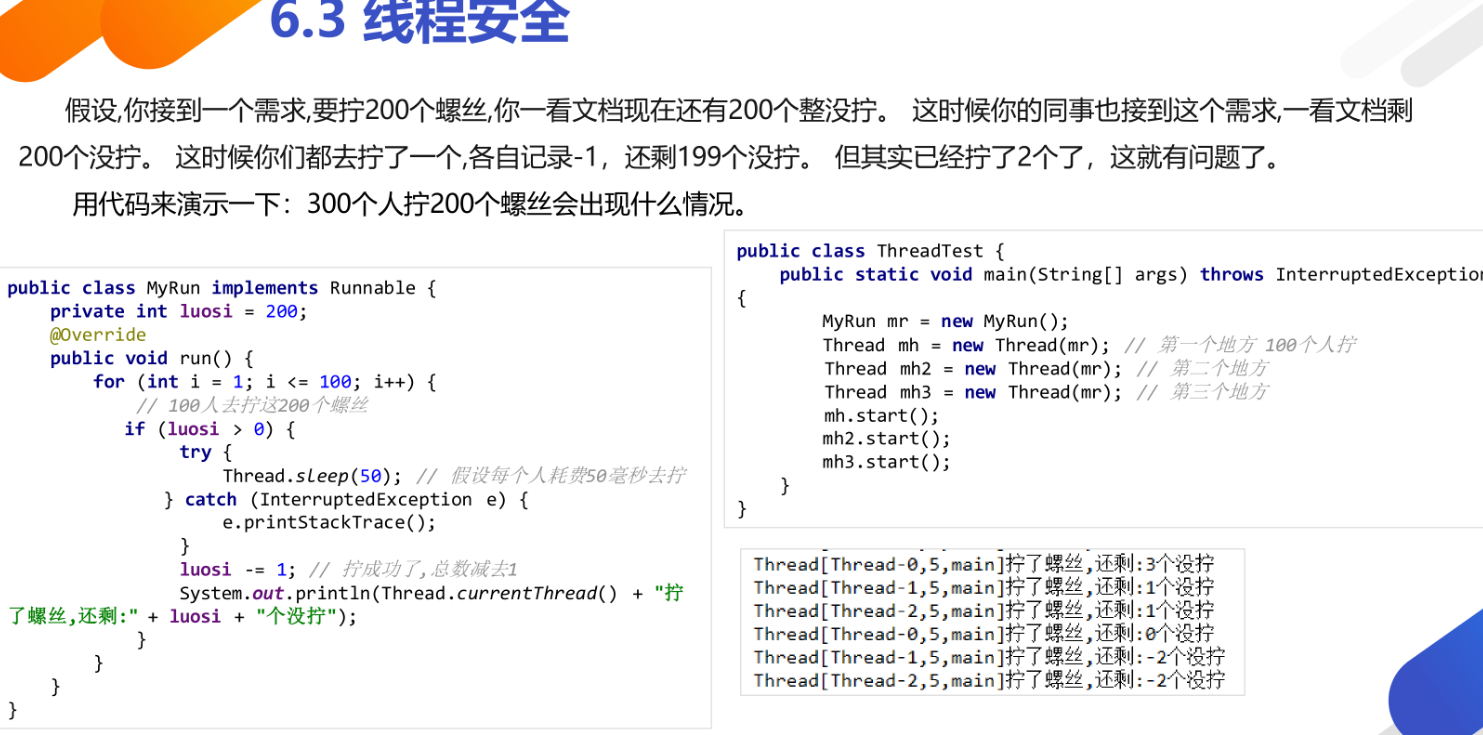 6.3 线程安全
假设,你接到一个需求,要拧200个螺丝,你一看文档现在还有200个整没拧。 这时候你的同事也接到这个需求,一看文档剩
200个没拧。 这时候你们都去拧了一个,各自记录-1，还剩199个没拧。 但其实已经拧了2个了，这就有问题了。
用代码来演示一下：300个人拧200个螺丝会出现什么情况。
public class MyRun implements Runnable {
private int luosi = 200;
@Override
public void run() {
for (int i = 1; i <= 100; i++) {
// 100人去拧这200个螺丝
if (luosi > 0) {
try {
Thread.sleep(50); // 假设每个人耗费50毫秒去拧
} catch (InterruptedException e) {
e.printStackTrace();
}
luosi -= 1; // 拧成功了,总数减去1
System.out.println(Thread.currentThread() + "拧
了螺丝,还剩:" + luosi + "个没拧");
}
}
}
}
public class ThreadTest {
public static void main(String[] args) throws InterruptedException
{
MyRun mr = new MyRun();
Thread mh = new Thread(mr); // 第一个地方 100个人拧
Thread mh2 = new Thread(mr); // 第二个地方
Thread mh3 = new Thread(mr); // 第三个地方
mh.start();
mh2.start();
mh3.start();
}
}
Thread[Thread-0,5,main]拧了螺丝,还剩:3个没拧
Thread[Thread-1,5,main]拧了螺丝,还剩:1个没拧
Thread[Thread-2,5,main]拧了螺丝,还剩:1个没拧
Thread[Thread-0,5,main]拧了螺丝,还剩:0个没拧
Thread[Thread-1,5,main]拧了螺丝,还剩:-2个没拧
Thread[Thread-2,5,main]拧了螺丝,还剩:-2个没拧